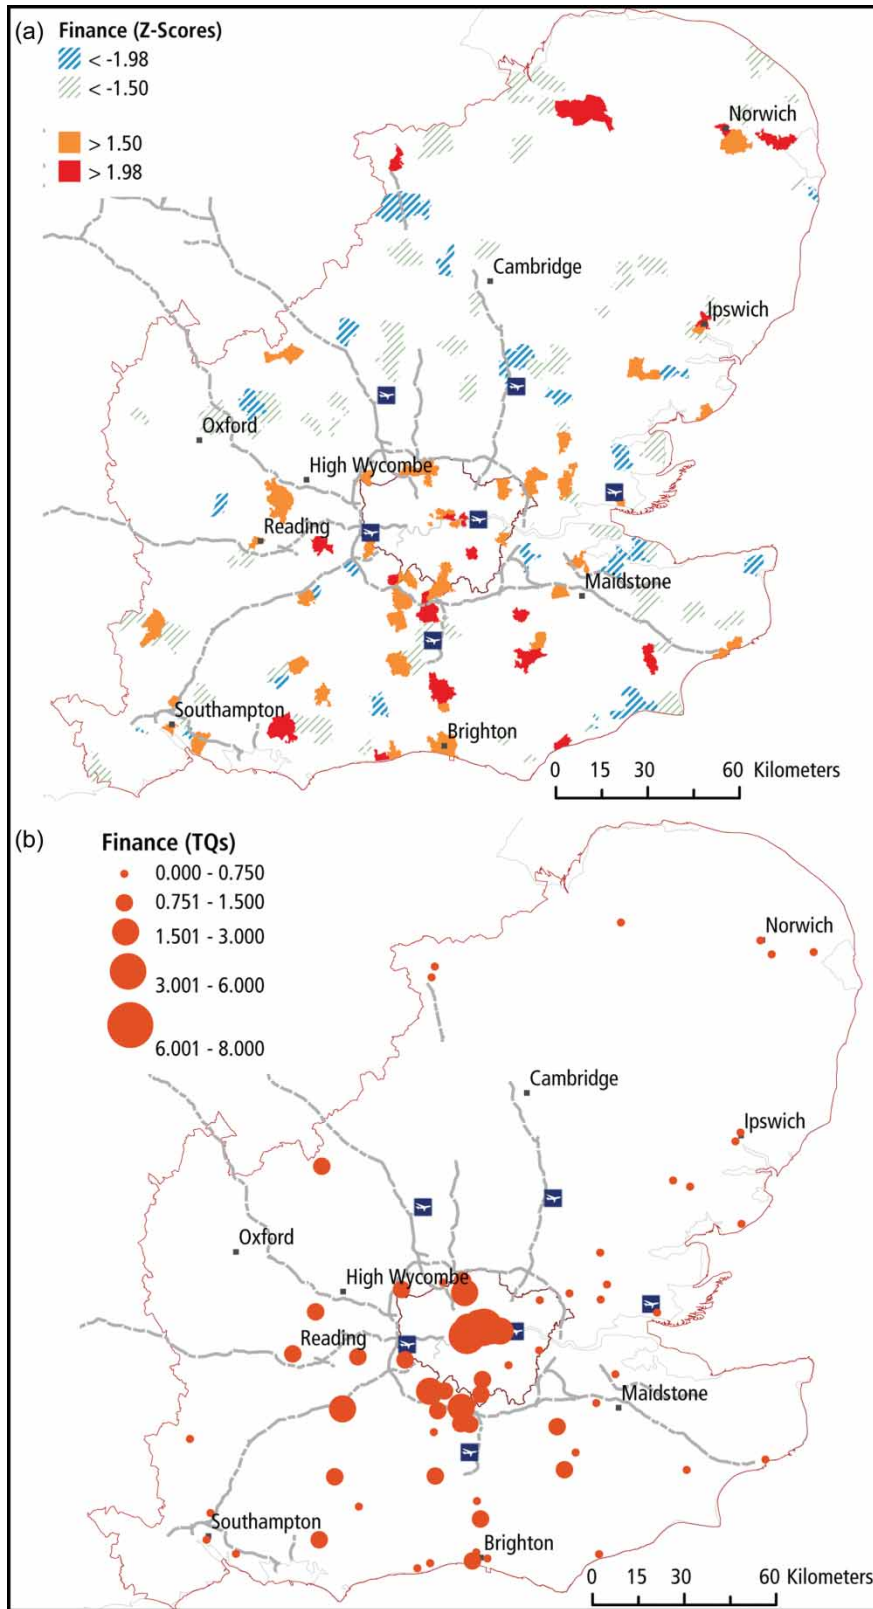 (a)
Finance (Z-Scores)
< -1.98
< -1.50
> 1.50
> 1.98
Norwich
Cambridge
Ipswich
Oxford
High Wycombe
Reading
Maidstone
Southampton
Brighton
0 15 30 60 Kilometers
(b)
Finance (TQs)
0.000 - 0.750
0.751 - 1.500
1.501 - 3.000
3.001 - 6.000
6.001 - 8.000
Norwich
Cambridge
Ipswich
Oxford
High Wycombe
Reading
Maidstone
Southampton
Brighton
0 15 30 60 Kilometers